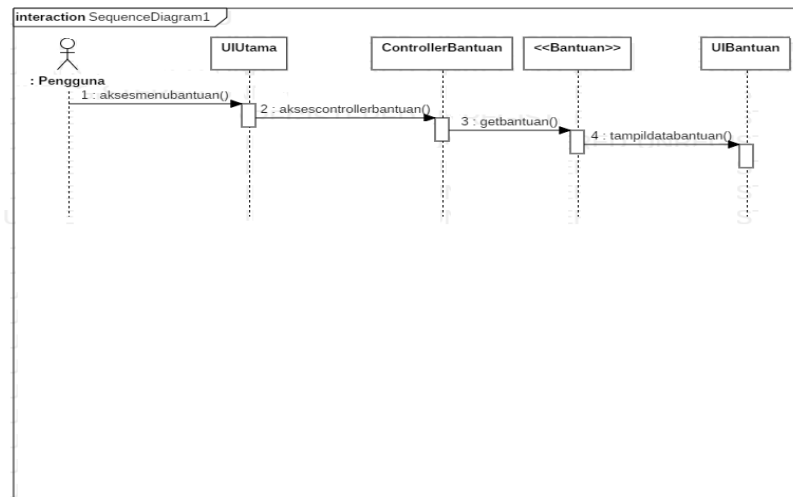 interaction SequenceDiagram1
UIUtama
ControllerBantuan
<<Bantuan>>
UIBantuan
: Pengguna
1 : aksesmenubantuan()
2 : aksescontrollerbantuan()
3 : getbantuan()
4 : tampildatabantuan()